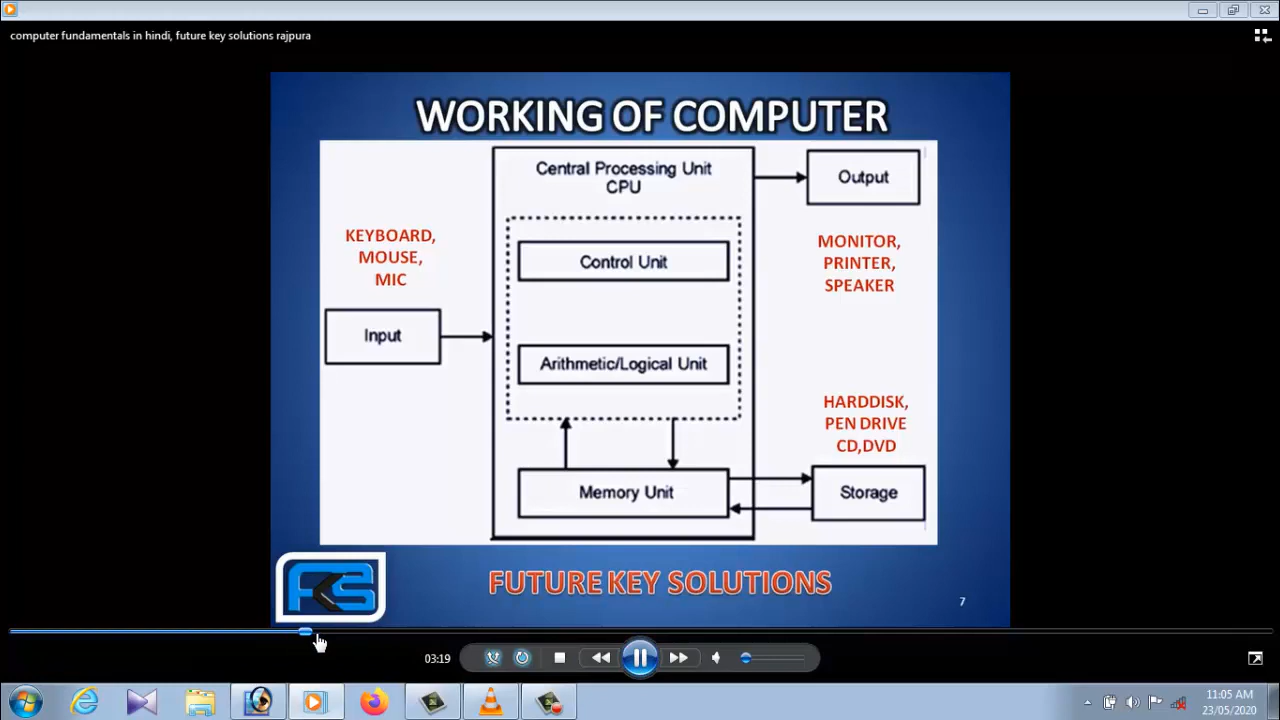 computer fundamentals in hindi, future key solutions rajpura
WORKING OF COMPUTER
Central Processing Unit
CPU
Output
Control Unit
KEYBOARD,
MOUSE,
MIC
MONITOR,
PRINTER,
SPEAKER
Input
Arithmetic/Logical Unit
HARDDISK,
PEN DRIVE
CD,DVD
Memory Unit
Storage
FKS
FUTURE KEY SOLUTIONS
7
03:19
11:05 AM
23/05/2020